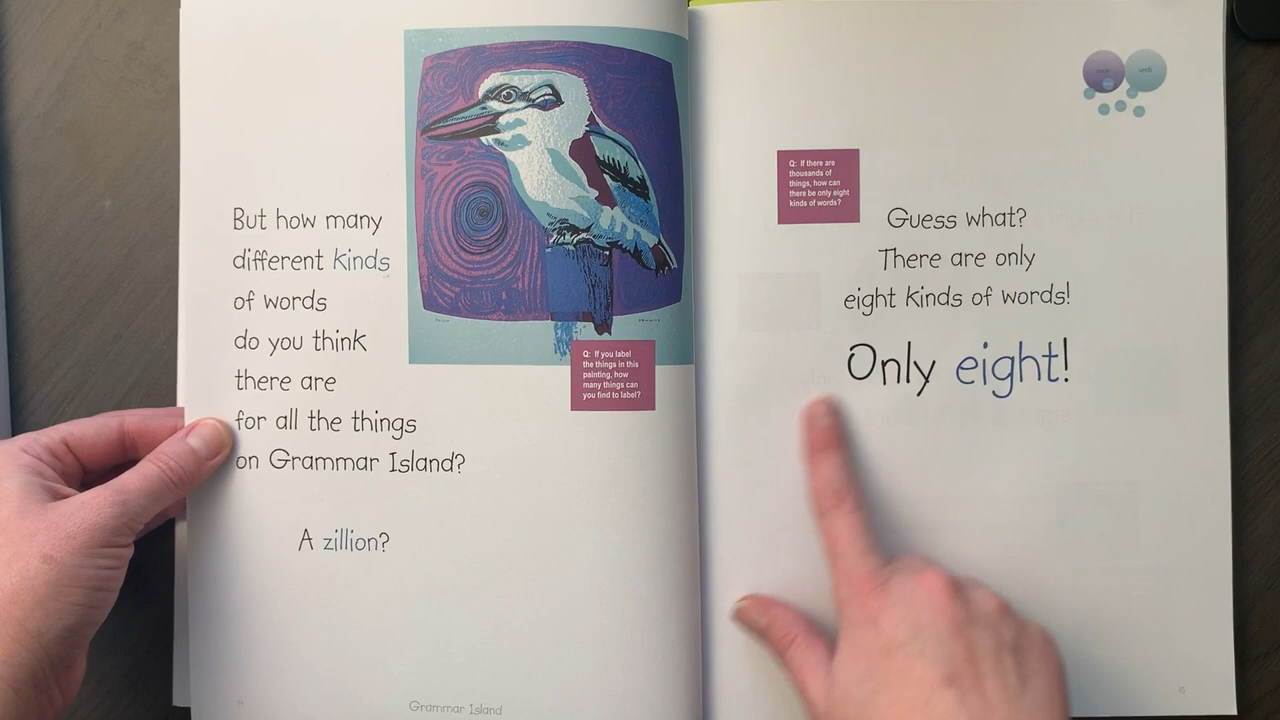 But how many
different kinds
of words
do you think
there are
for all the things
on Grammar Island?
A zillion?
Q: If you label
the things in this
painting, how
many things can
you find to label?
Grammar Island
verb
Q: If there are
thousands of
things, how can
there be only eight
kinds of words?
Guess what?
There are only
eight kinds of words!
Only eight!
15